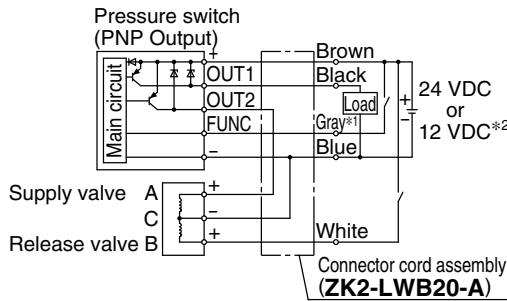 Pressure switch
(PNP Output)
Main circuit
+
OUT1
OUT2
FUNC
−
Brown
Black
Load
Gray*1
Blue
+
−
24 VDC
or
12 VDC*2
Supply valve A
+
C
−
Release valve B
+
White
Connector cord assembly
(ZK2-LWB20-A)